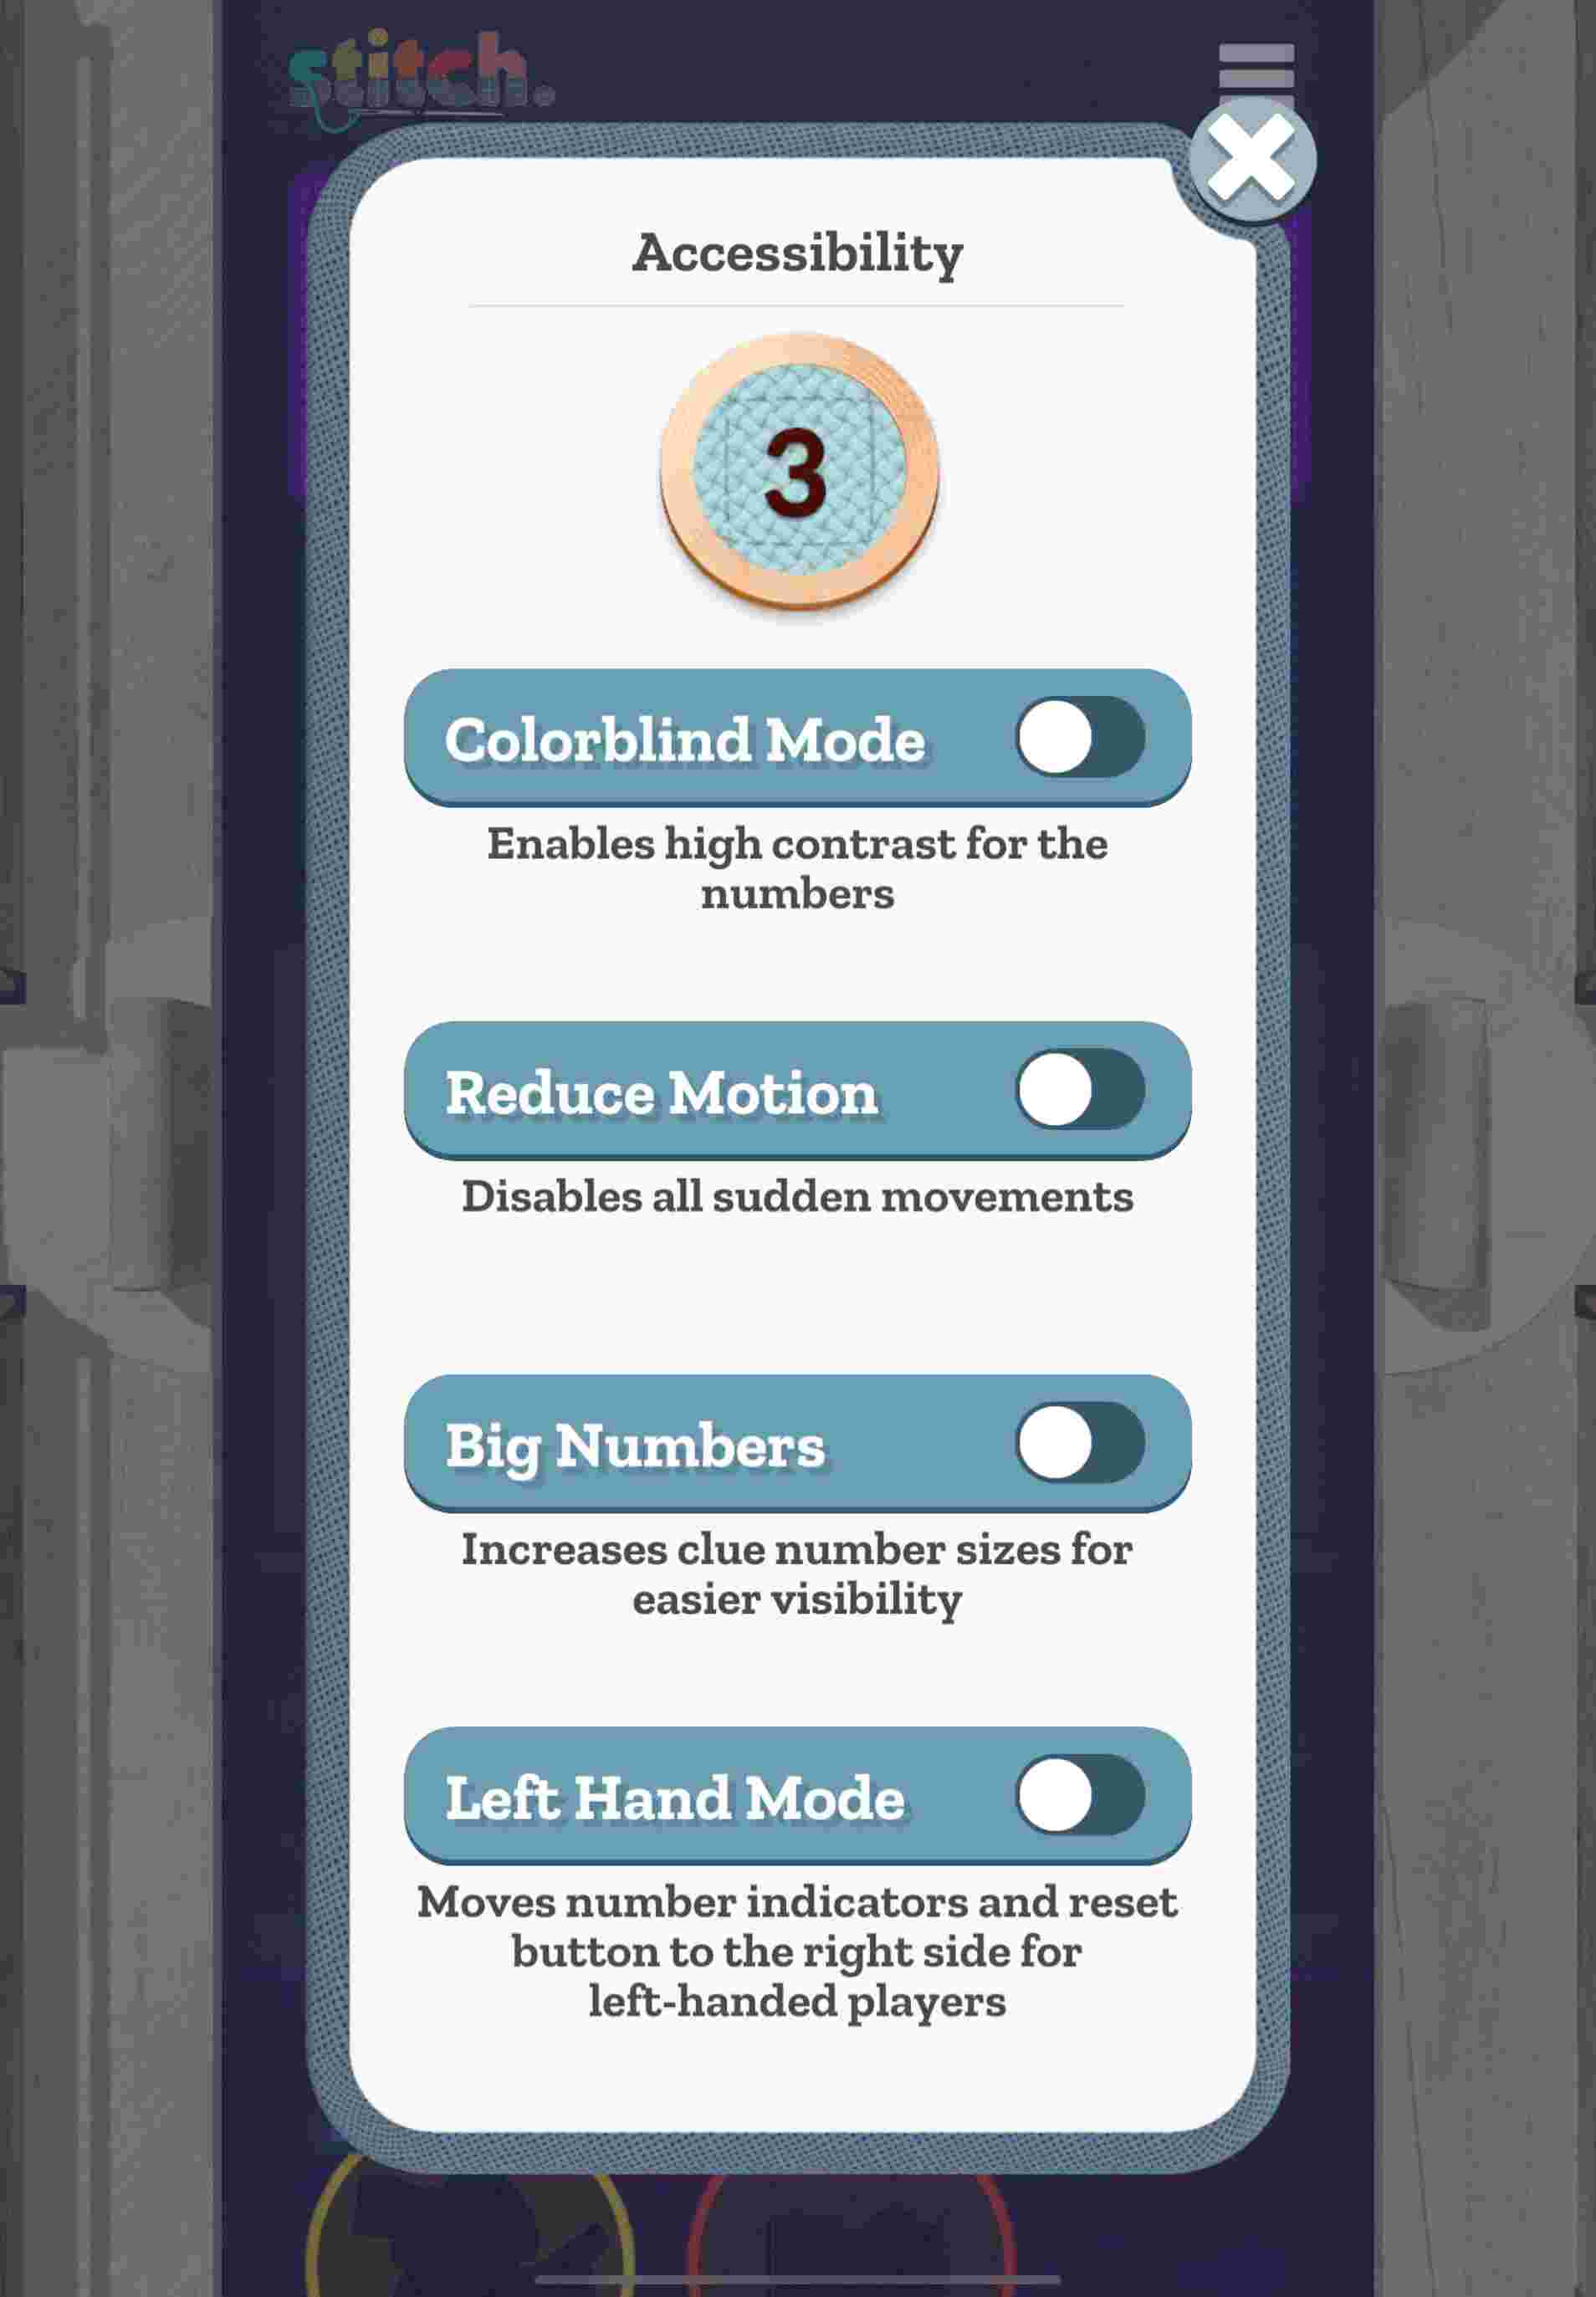 stitch.
Accessibility
3
Colorblind Mode
Enables high contrast for the
numbers
Reduce Motion
Disables all sudden movements
Big Numbers
Increases clue number sizes for
easier visibility
Left Hand Mode
Moves number indicators and reset
button to the right side for
left-handed players